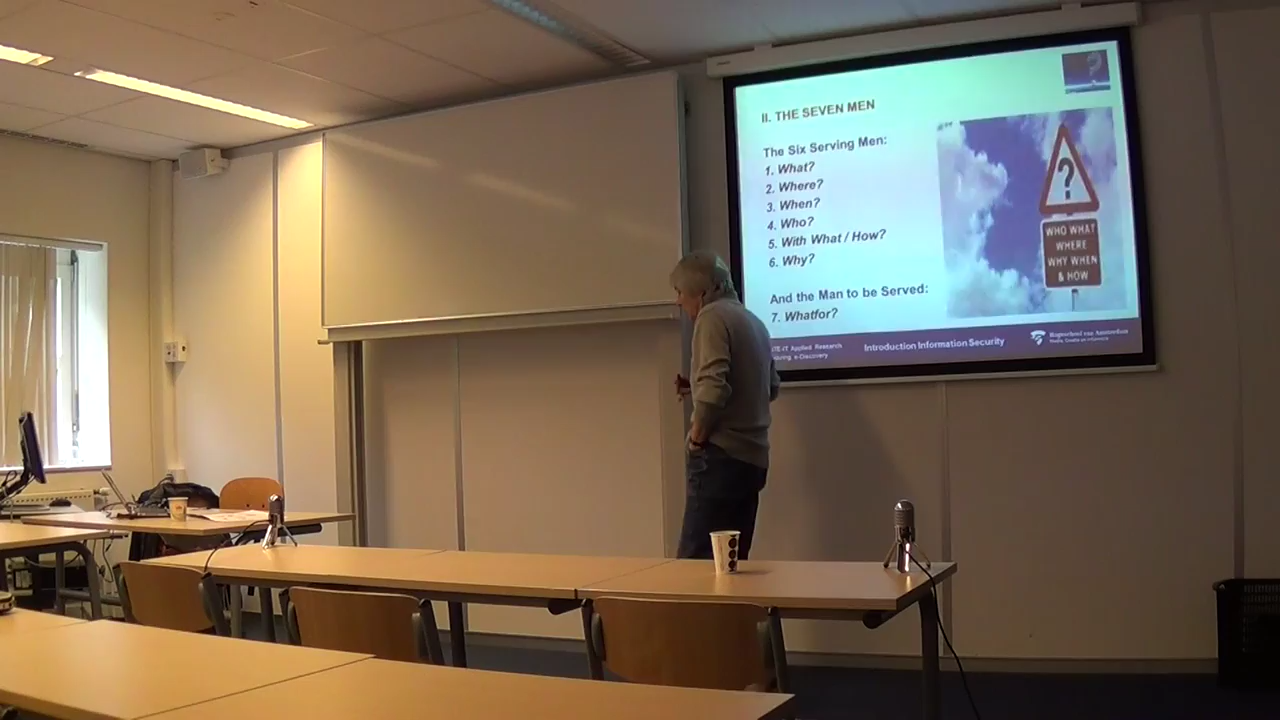 II. THE SEVEN MEN
The Six Serving Men:
1. What?
2. Where?
3. When?
4. Who?
5. With What / How?
6. Why?
And the Man to be Served:
7. Whatfor?
?
WHO WHAT
WHERE
WHY WHEN
& HOW
Applied Research
e-Discovery
Introduction Information Security
Hogeschool van Amsterdam